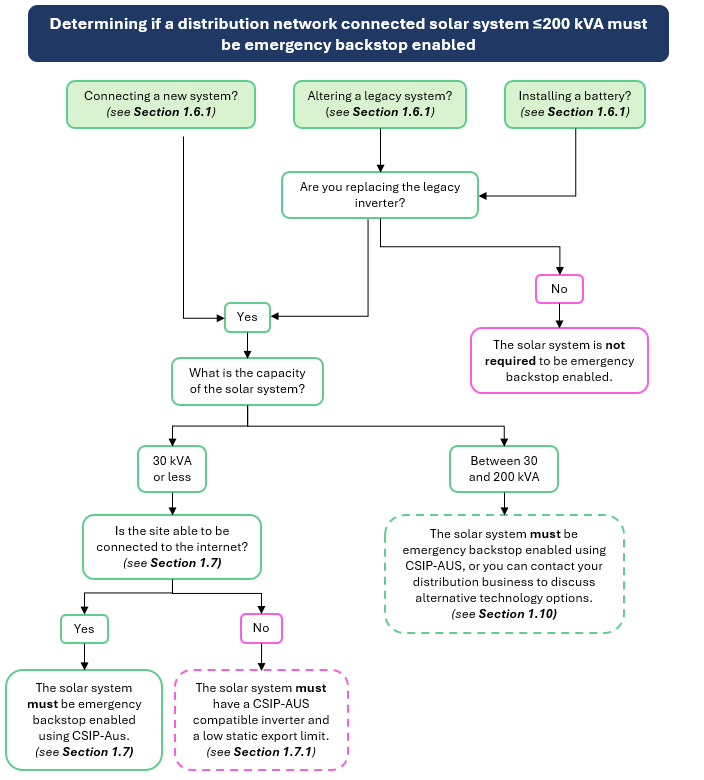 Determining if a distribution network connected solar system ≤200 kVA must
be emergency backstop enabled
Connecting a new system?
(see Section 1.6.1)
Altering a legacy system?
(see Section 1.6.1)
Installing a battery?
(see Section 1.6.1)
Are you replacing the legacy
inverter?
No
Yes
The solar system is not
required to be emergency
backstop enabled.
What is the capacity
of the solar system?
30 kVA
or less
Between 30
and 200 kVA
Is the site able to be
connected to the internet?
(see Section 1.7)
The solar system must be
emergency backstop enabled using
CSIP-AUS, or you can contact your
distribution business to discuss
alternative technology options.
(see Section 1.10)
Yes
No
The solar system
must be emergency
backstop enabled
using CSIP-Aus.
(see Section 1.7)
The solar system must
have a CSIP-AUS
compatible inverter and
a low static export limit.
(see Section 1.7.1)